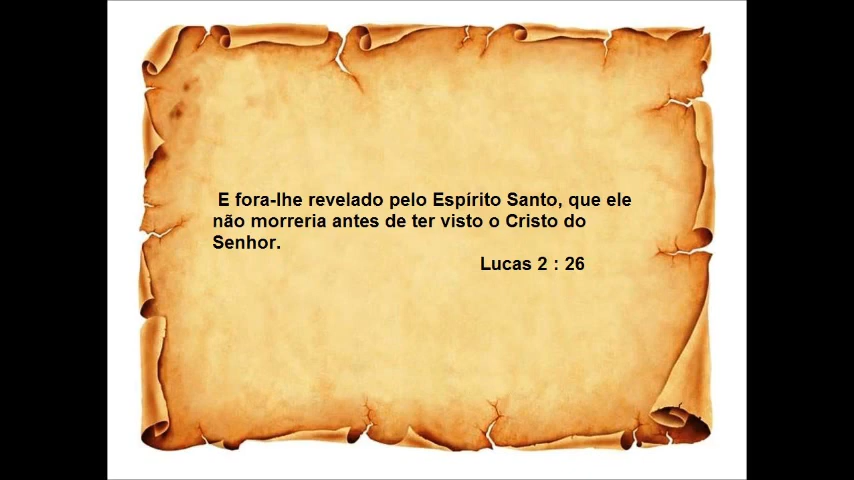 E fora-lhe revelado pelo Espírito Santo, que ele
não morreria antes de ter visto o Cristo do
Senhor.
Lucas 2 : 26